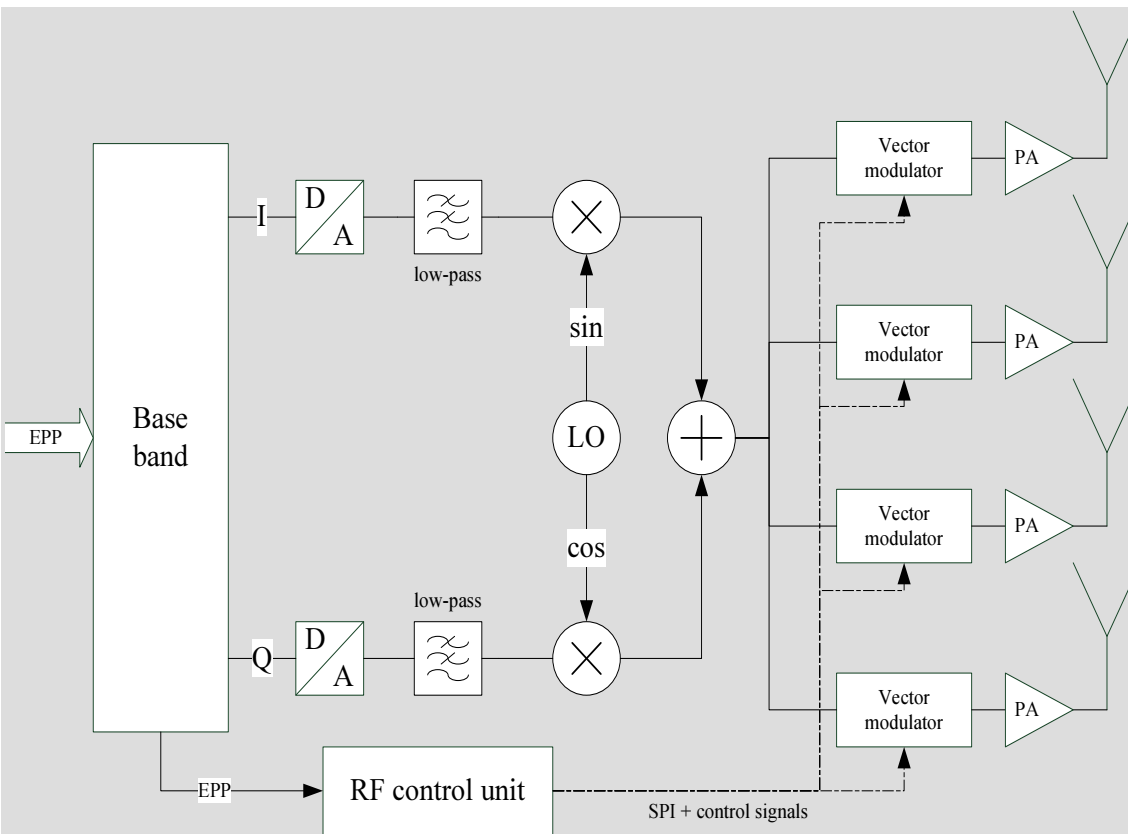 Vector
modulator
PA
D
A
I
low-pass
sin
Vector
modulator
PA
EPP
Base
band
LO
cos
Vector
modulator
PA
low-pass
D
A
Q
Vector
modulator
PA
EPP
RF control unit
SPI + control signals